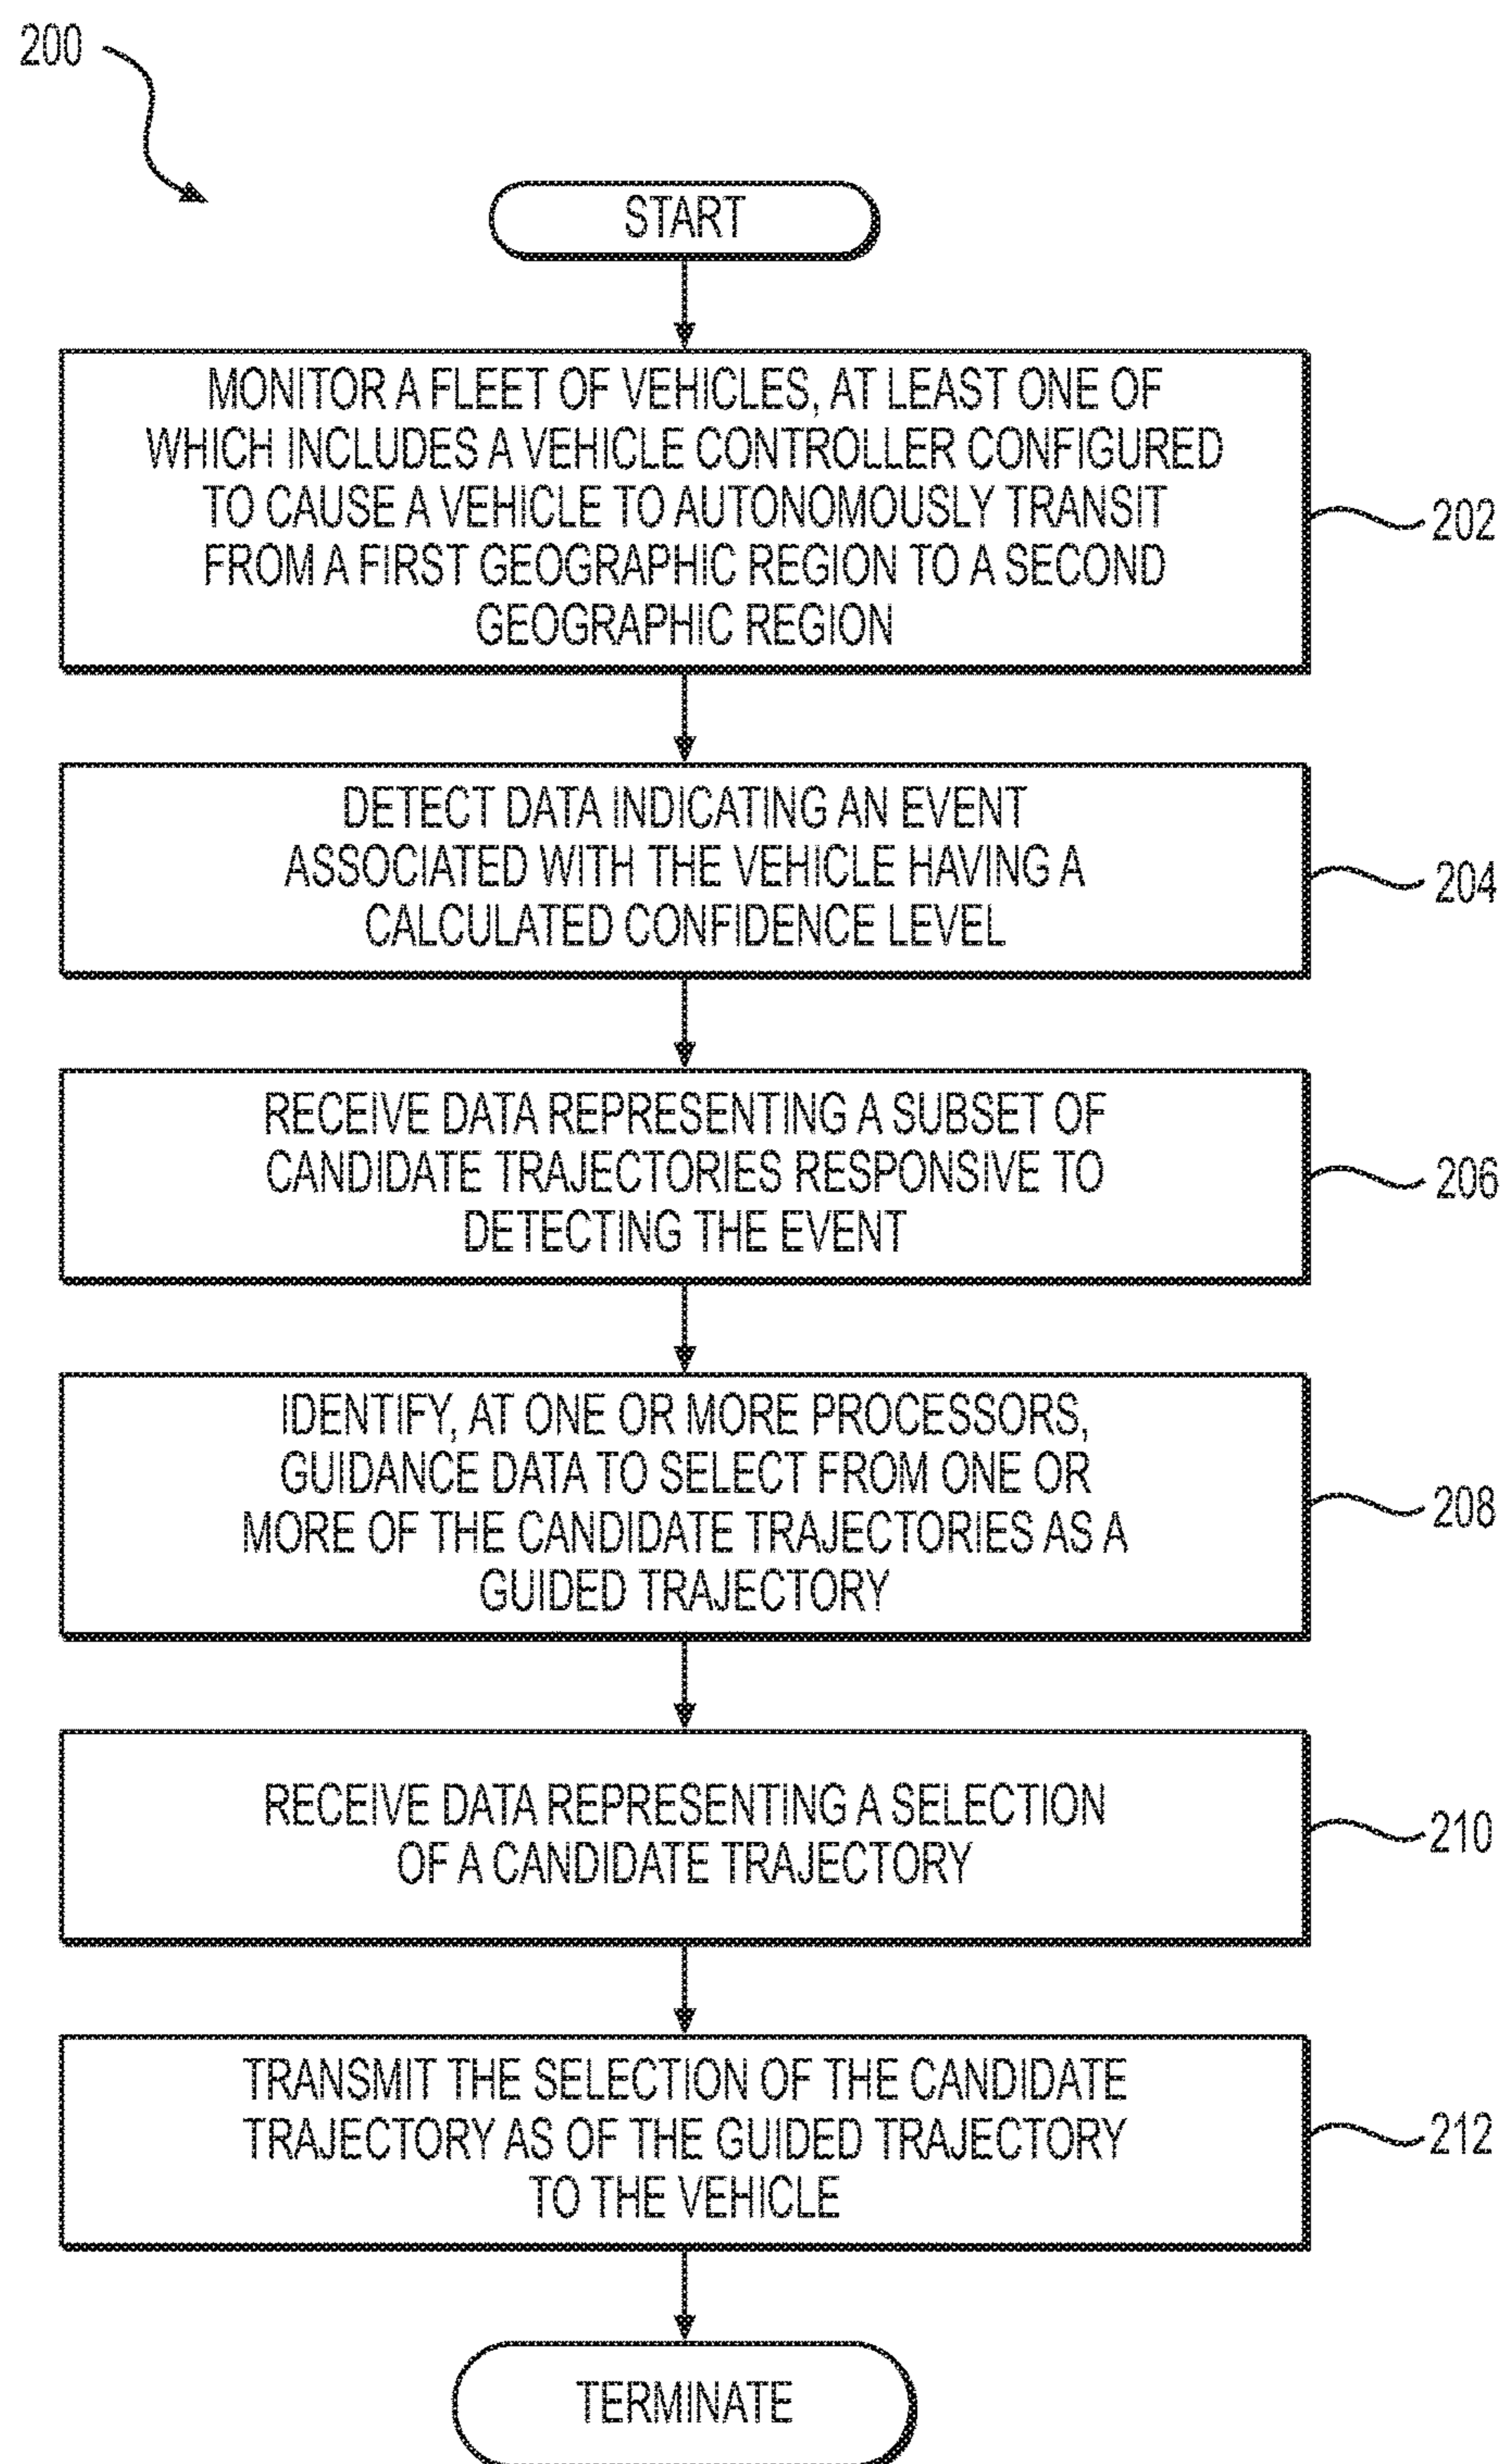 200
START
MONITOR A FLEET OF VEHICLES, AT LEAST ONE OF
WHICH INCLUDES A VEHICLE CONTROLLER CONFIGURED
TO CAUSE A VEHICLE TO AUTONOMOUSLY TRANSIT
FROM A FIRST GEOGRAPHIC REGION TO A SECOND
GEOGRAPHIC REGION
202
DETECT DATA INDICATING AN EVENT
ASSOCIATED WITH THE VEHICLE HAVING A
CALCULATED CONFIDENCE LEVEL
204
RECEIVE DATA REPRESENTING A SUBSET OF
CANDIDATE TRAJECTORIES RESPONSIVE TO
DETECTING THE EVENT
206
IDENTIFY, AT ONE OR MORE PROCESSORS,
GUIDANCE DATA TO SELECT FROM ONE OR
MORE OF THE CANDIDATE TRAJECTORIES AS A
GUIDED TRAJECTORY
208
RECEIVE DATA REPRESENTING A SELECTION
OF A CANDIDATE TRAJECTORY
210
TRANSMIT THE SELECTION OF THE CANDIDATE
TRAJECTORY AS OF THE GUIDED TRAJECTORY
TO THE VEHICLE
212
TERMINATE